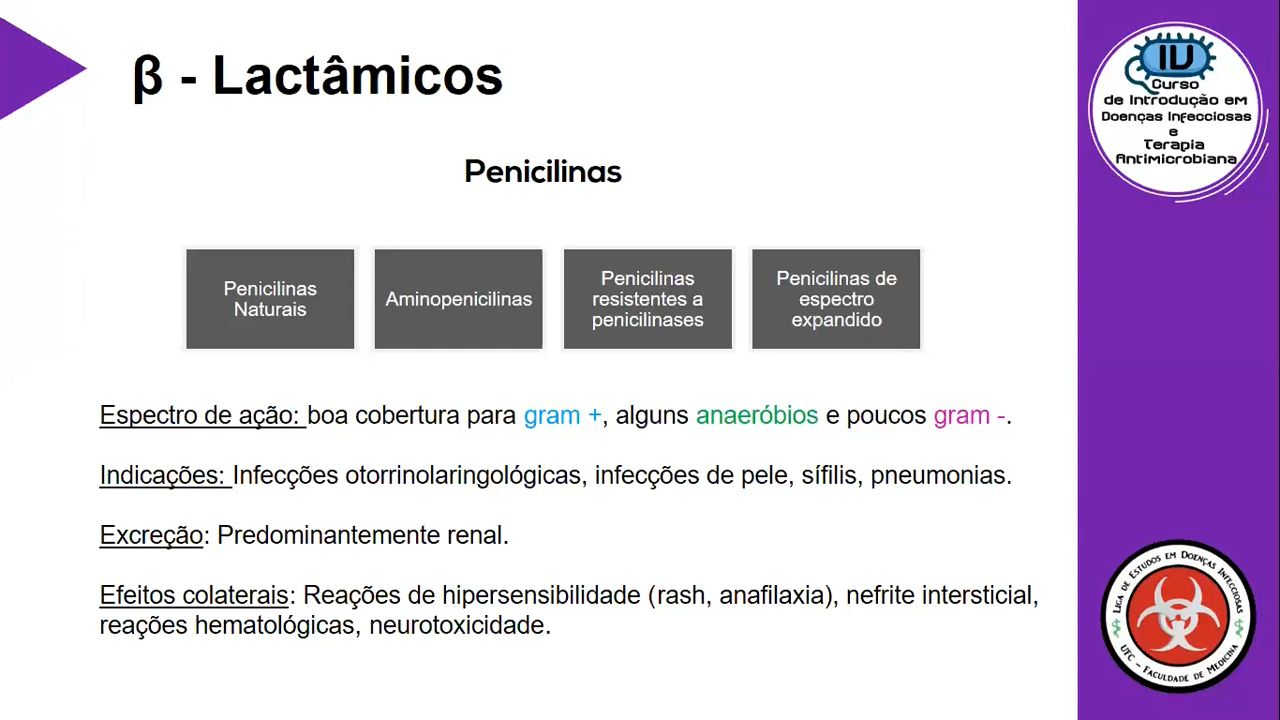 β - Lactâmicos
Penicilinas
Penicilinas
Naturais
Aminopenicilinas
Penicilinas
resistentes a
penicilinases
Penicilinas de
espectro
expandido
Espectro de ação: boa cobertura para gram +, alguns anaeróbios e poucos gram -.
Indicações: Infecções otorrinolaringológicas, infecções de pele, sífilis, pneumonias.
Excreção: Predominantemente renal.
Efeitos colaterais: Reações de hipersensibilidade (rash, anafilaxia), nefrite intersticial,
reações hematológicas, neurotoxicidade.
IV
Curso
de Introdução em
Doenças Infecciosas
e
Terapia
Antimicrobiana
Liga de Estudos em Doenças Infecciosas
UTC - Faculdade de Medicina